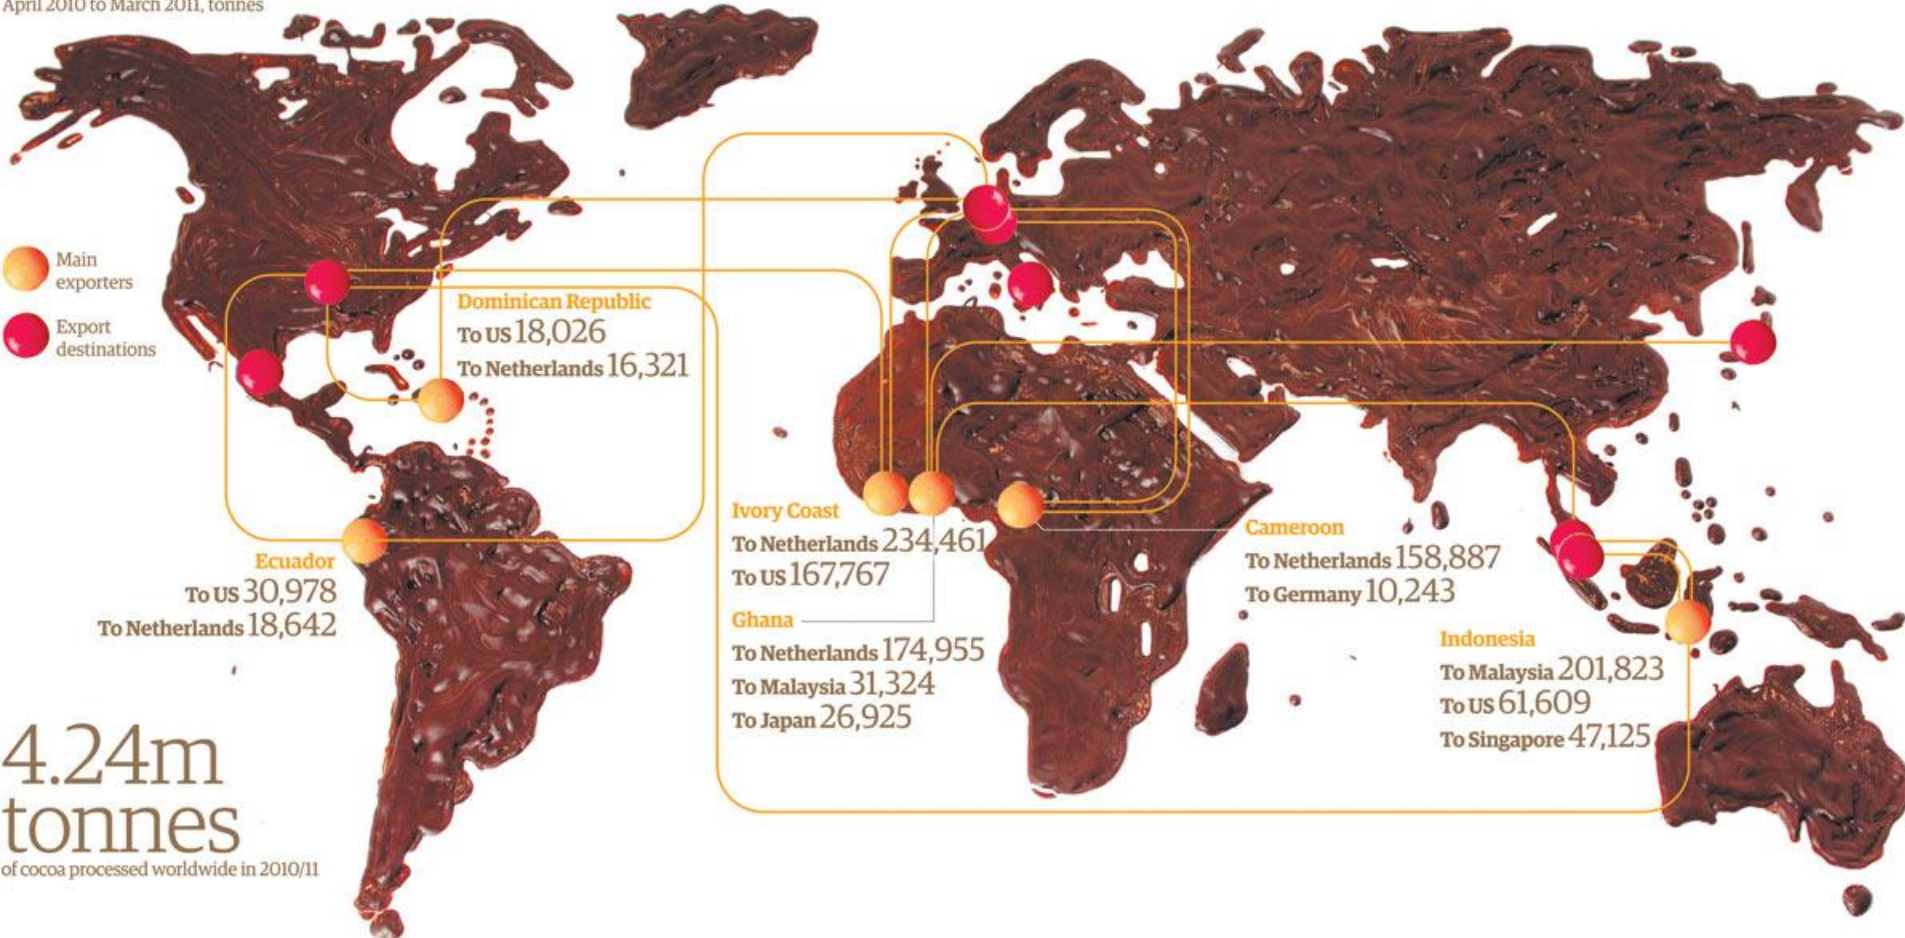 April 2010 to March 2011, tonnes
Main
exporters
Export
destinations
Dominican Republic
To US 18,026
To Netherlands 16,321
Ecuador
To US 30,978
To Netherlands 18,642
Ivory Coast
To Netherlands 234,461
To US 167,767
Ghana
To Netherlands 174,955
To Malaysia 31,324
To Japan 26,925
Cameroon
To Netherlands 158,887
To Germany 10,243
Indonesia
To Malaysia 201,823
To US 61,609
To Singapore 47,125
4.24m
tonnes
of cocoa processed worldwide in 2010/11